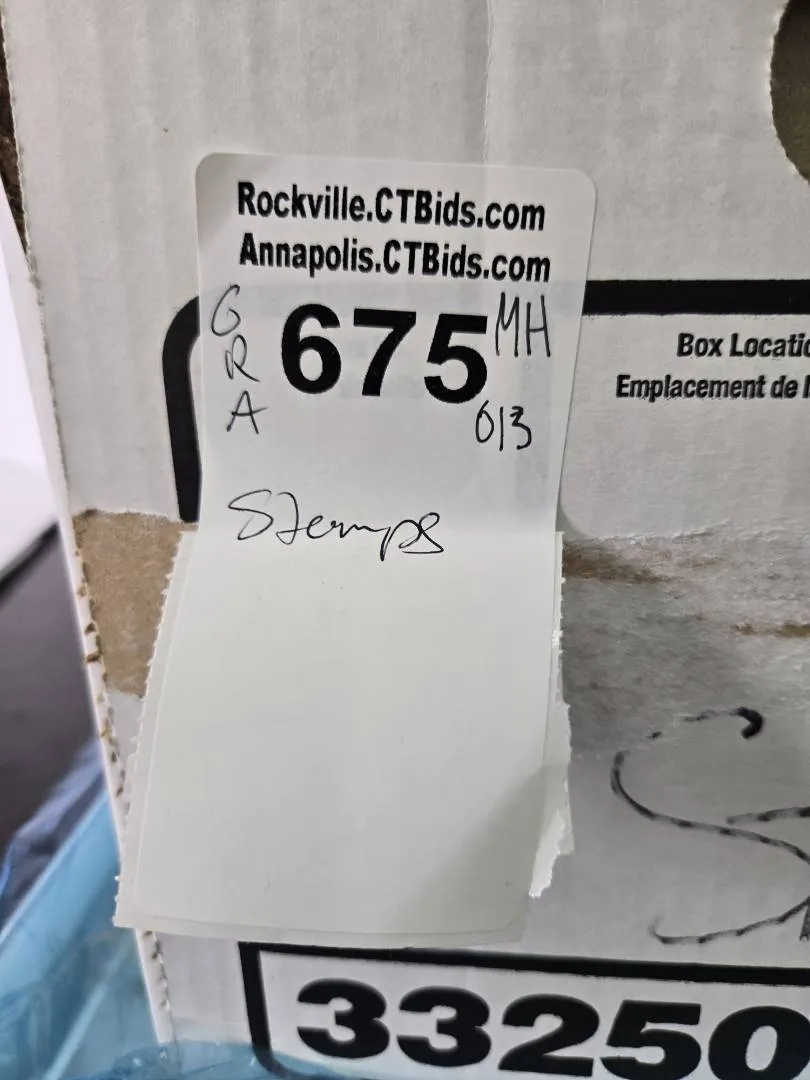 Rockville.CTBids.com
Annapolis.CTBids.com
G R A
675
MH
013
Stamps
Box Locatio
Emplacement de
33250